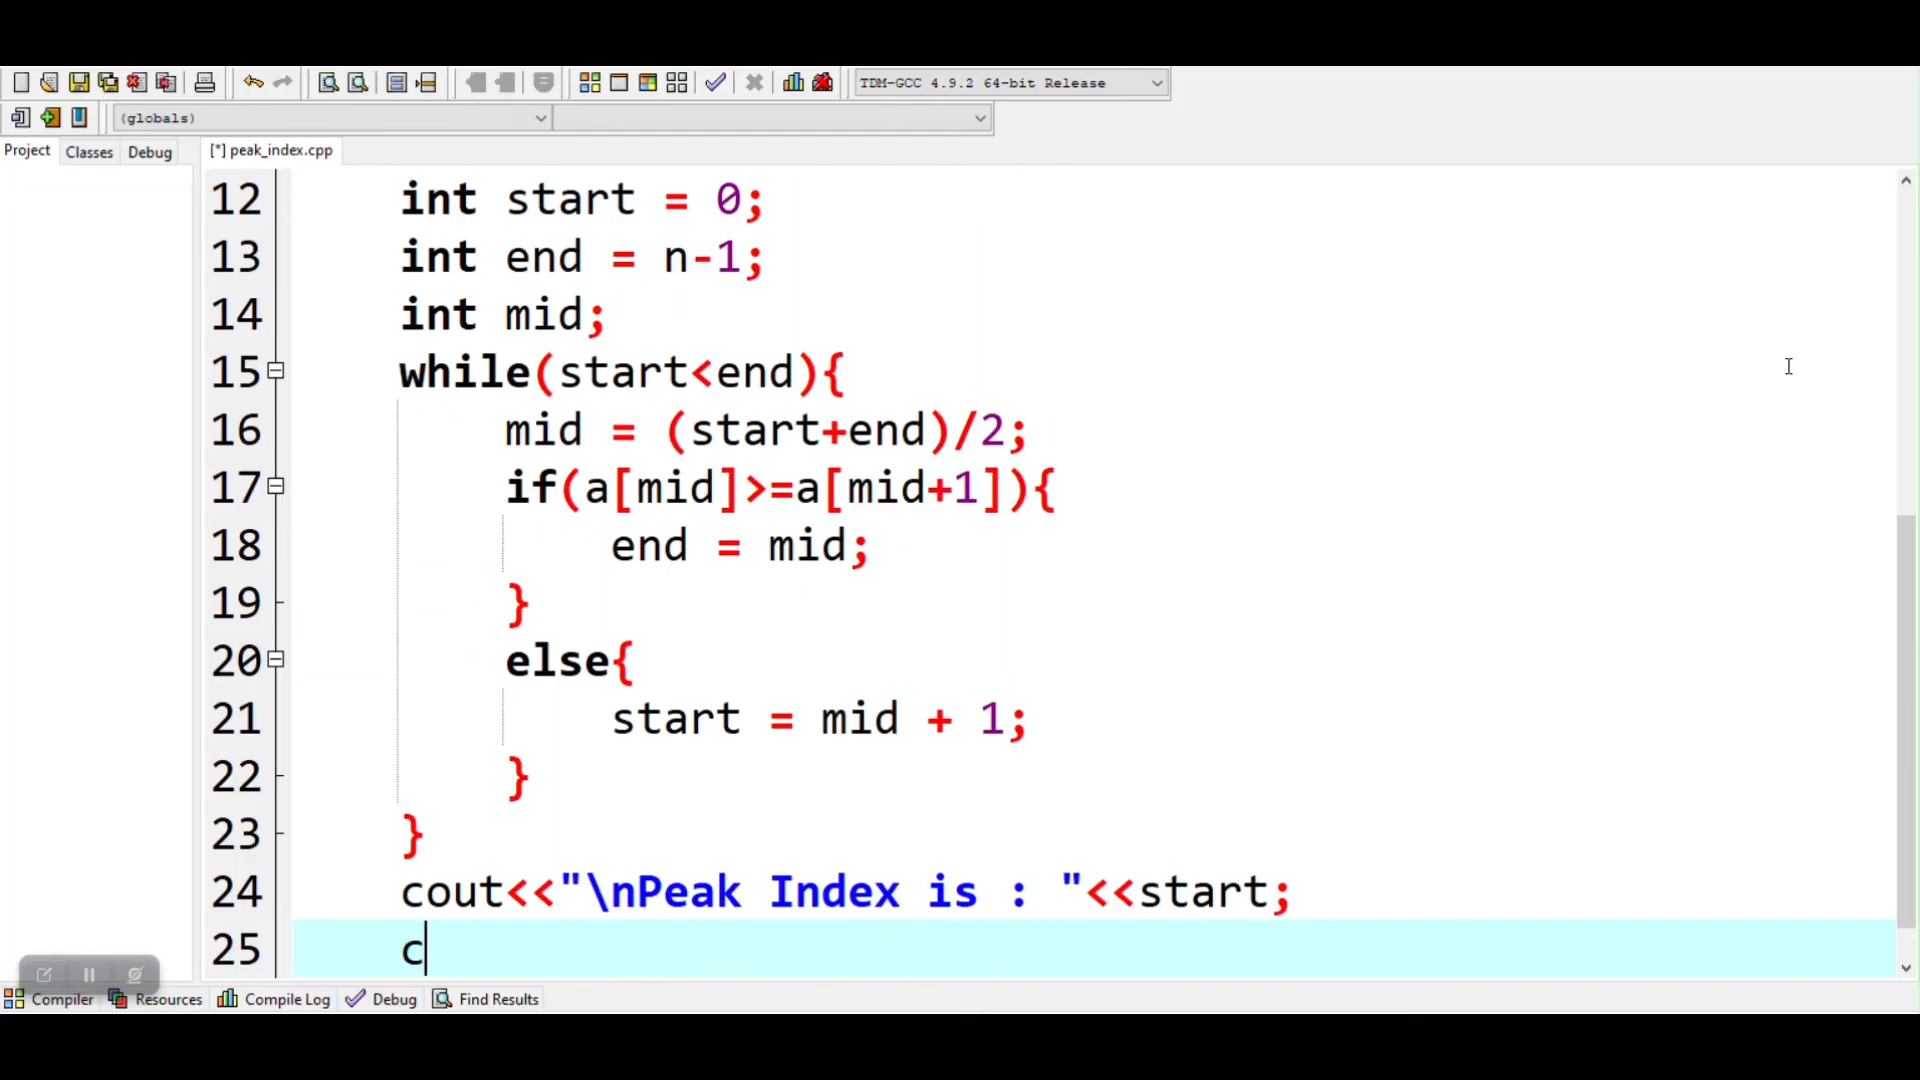 TDM-GCC 4.9.2 64-bit Release
(globals)
Project Classes Debug [*] peak_index.cpp
12 int start = 0;
13 int end = n-1;
14 int mid;
15 while(start<end){
16 mid = (start+end)/2;
17 if(a[mid]>=a[mid+1]){
18 end = mid;
19 }
20 else{
21 start = mid + 1;
22 }
23 }
24 cout<<"\nPeak Index is : "<<start;
25 c
Compiler Resources Compile Log Debug Find Results